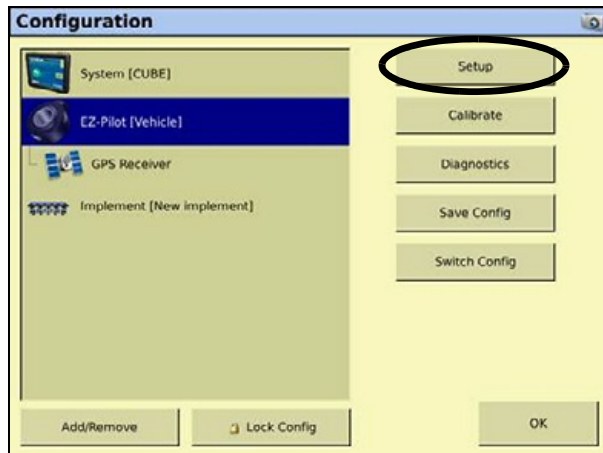 Configuration
System [CUBE]
EZ-Pilot [Vehicle]
GPS Receiver
Implement [New implement]
Setup
Calibrate
Diagnostics
Save Config
Switch Config
Add/Remove
Lock Config
OK